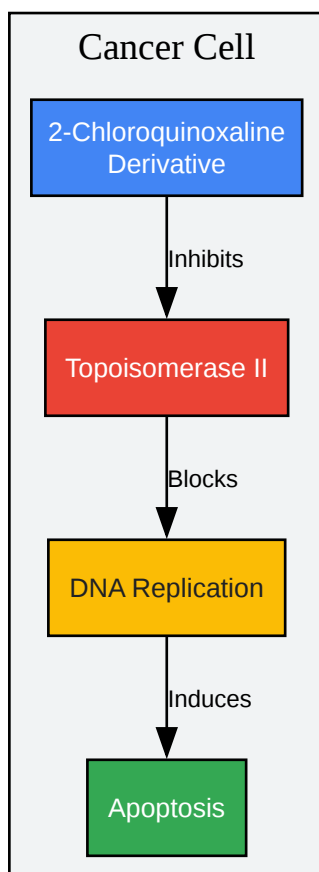 Cancer Cell
2-Chloroquinoxaline
Derivative
Inhibits
Topoisomerase II
Blocks
DNA Replication
Induces
Apoptosis